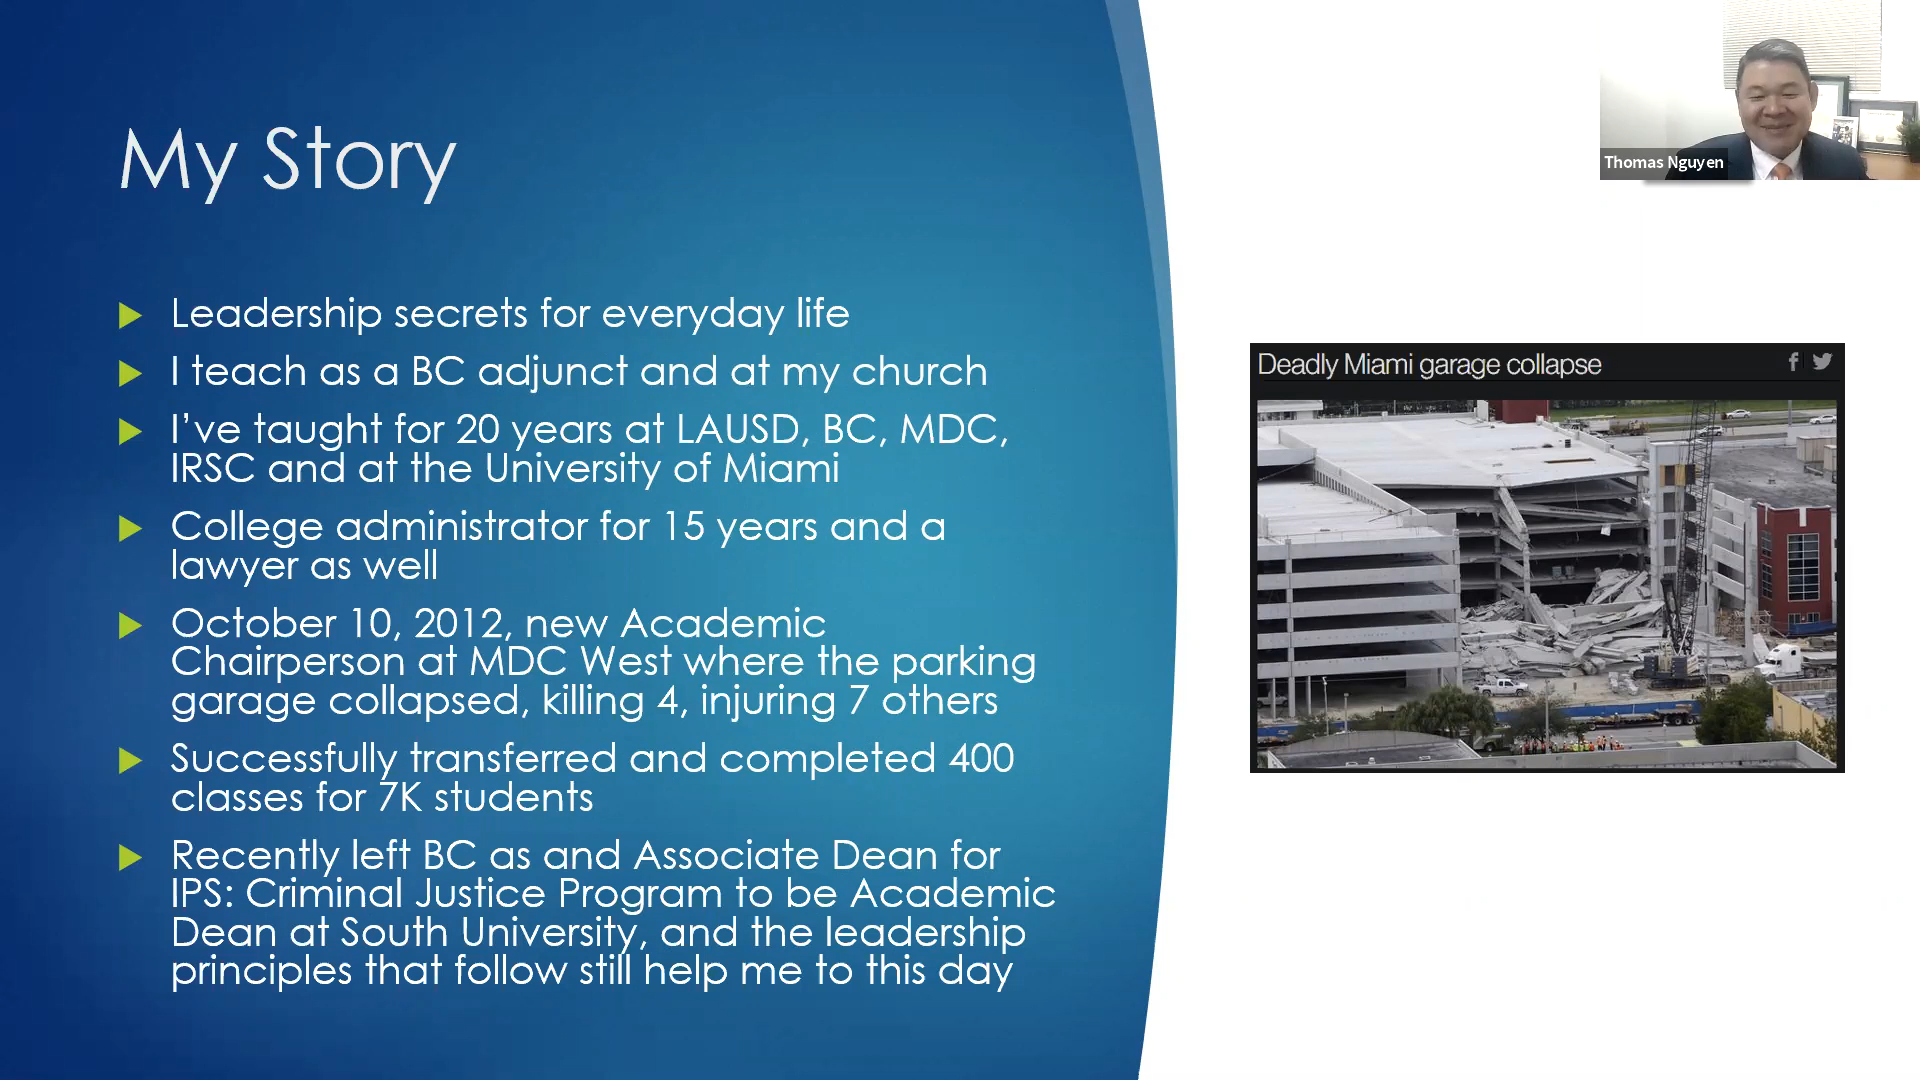 My Story
Leadership secrets for everyday life
I teach as a BC adjunct and at my church
I've taught for 20 years at LAUSD, BC, MDC,
IRSC and at the University of Miami
College administrator for 15 years and a
lawyer as well
October 10, 2012, new Academic
Chairperson at MDC West where the parking
garage collapsed, killing 4, injuring 7 others
Successfully transferred and completed 400
classes for 7K students
Recently left BC as and Associate Dean for
IPS: Criminal Justice Program to be Academic
Dean at South University, and the leadership
principles that follow still help me to this day
Thomas Nguyen
Deadly Miami garage collapse